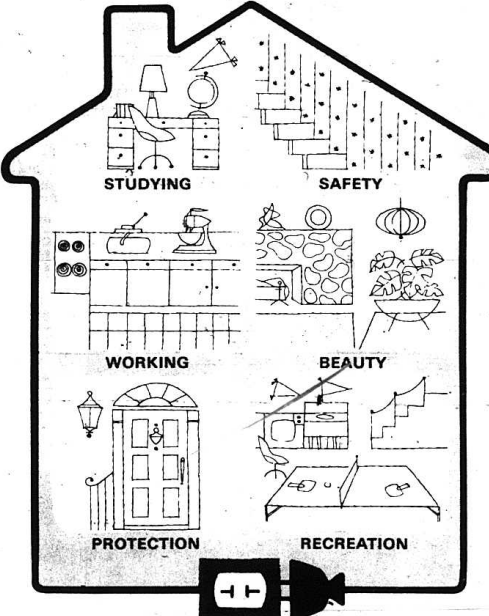 STUDYING
SAFETY
WORKING
BEAUTY
PROTECTION
RECREATION